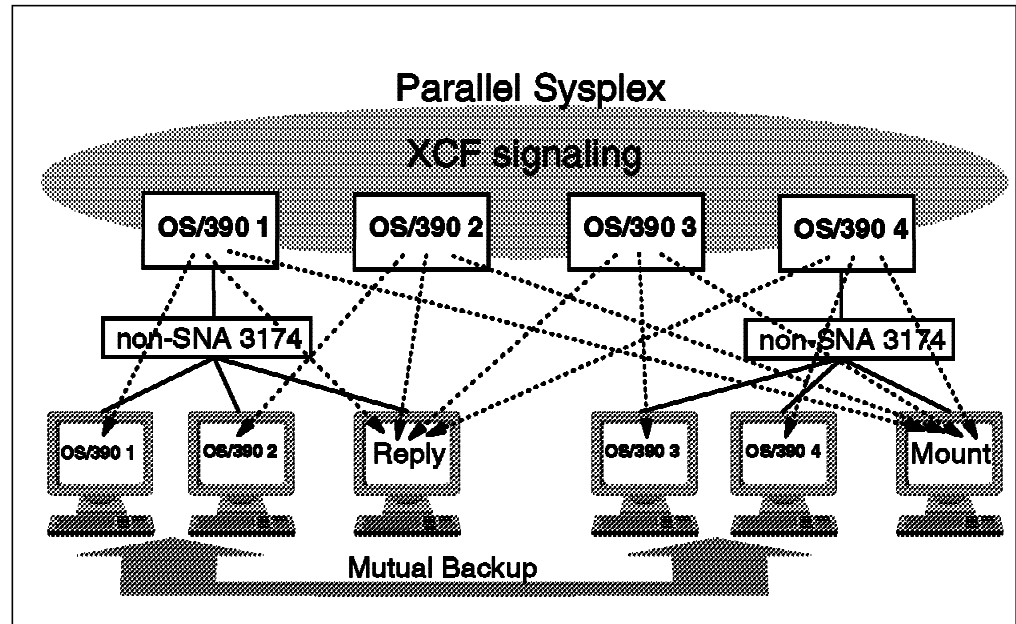 Parallel Sysplex
XCF signaling
OS/390 1
OS/390 2
OS/390 3
OS/390 4
non-SNA 3174
non-SNA 3174
OS/390 1
OS/390 2
Reply
OS/390 3
OS/390 4
Mount
Mutual Backup